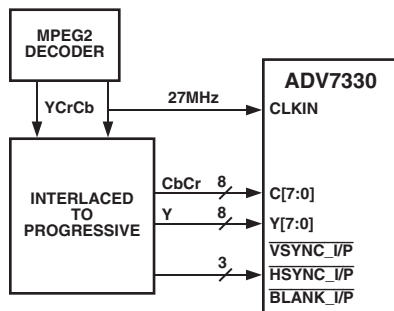 MPEG2
DECODER
YCrCb
27MHz
ADV7330
CLKIN
INTERLACED
TO
PROGRESSIVE
CbCr 8
C[7:0]
Y 8
Y[7:0]
VSYNC_I/P
3
HSYNC_I/P
BLANK_I/P